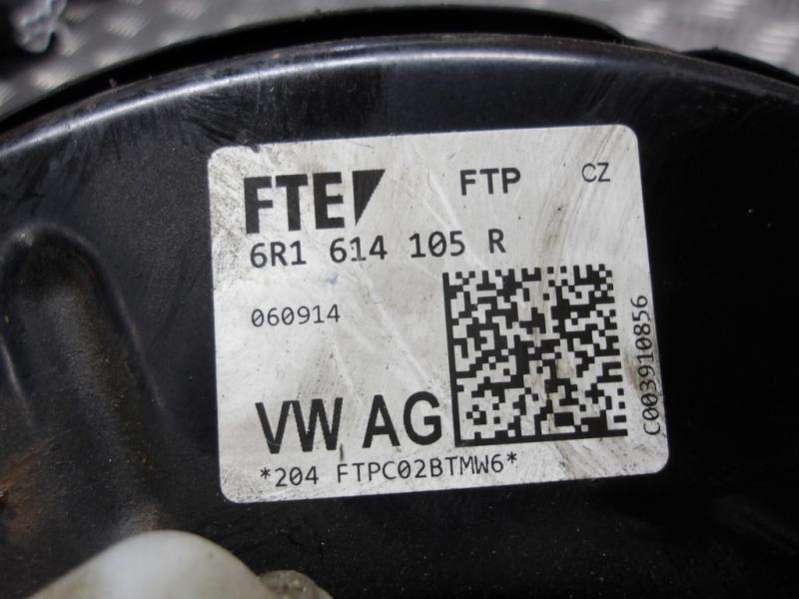 FTE FTP CZ
6R1 614 105 R
060914
C003910856
VW AG
*204 FTPC02BTMW6*